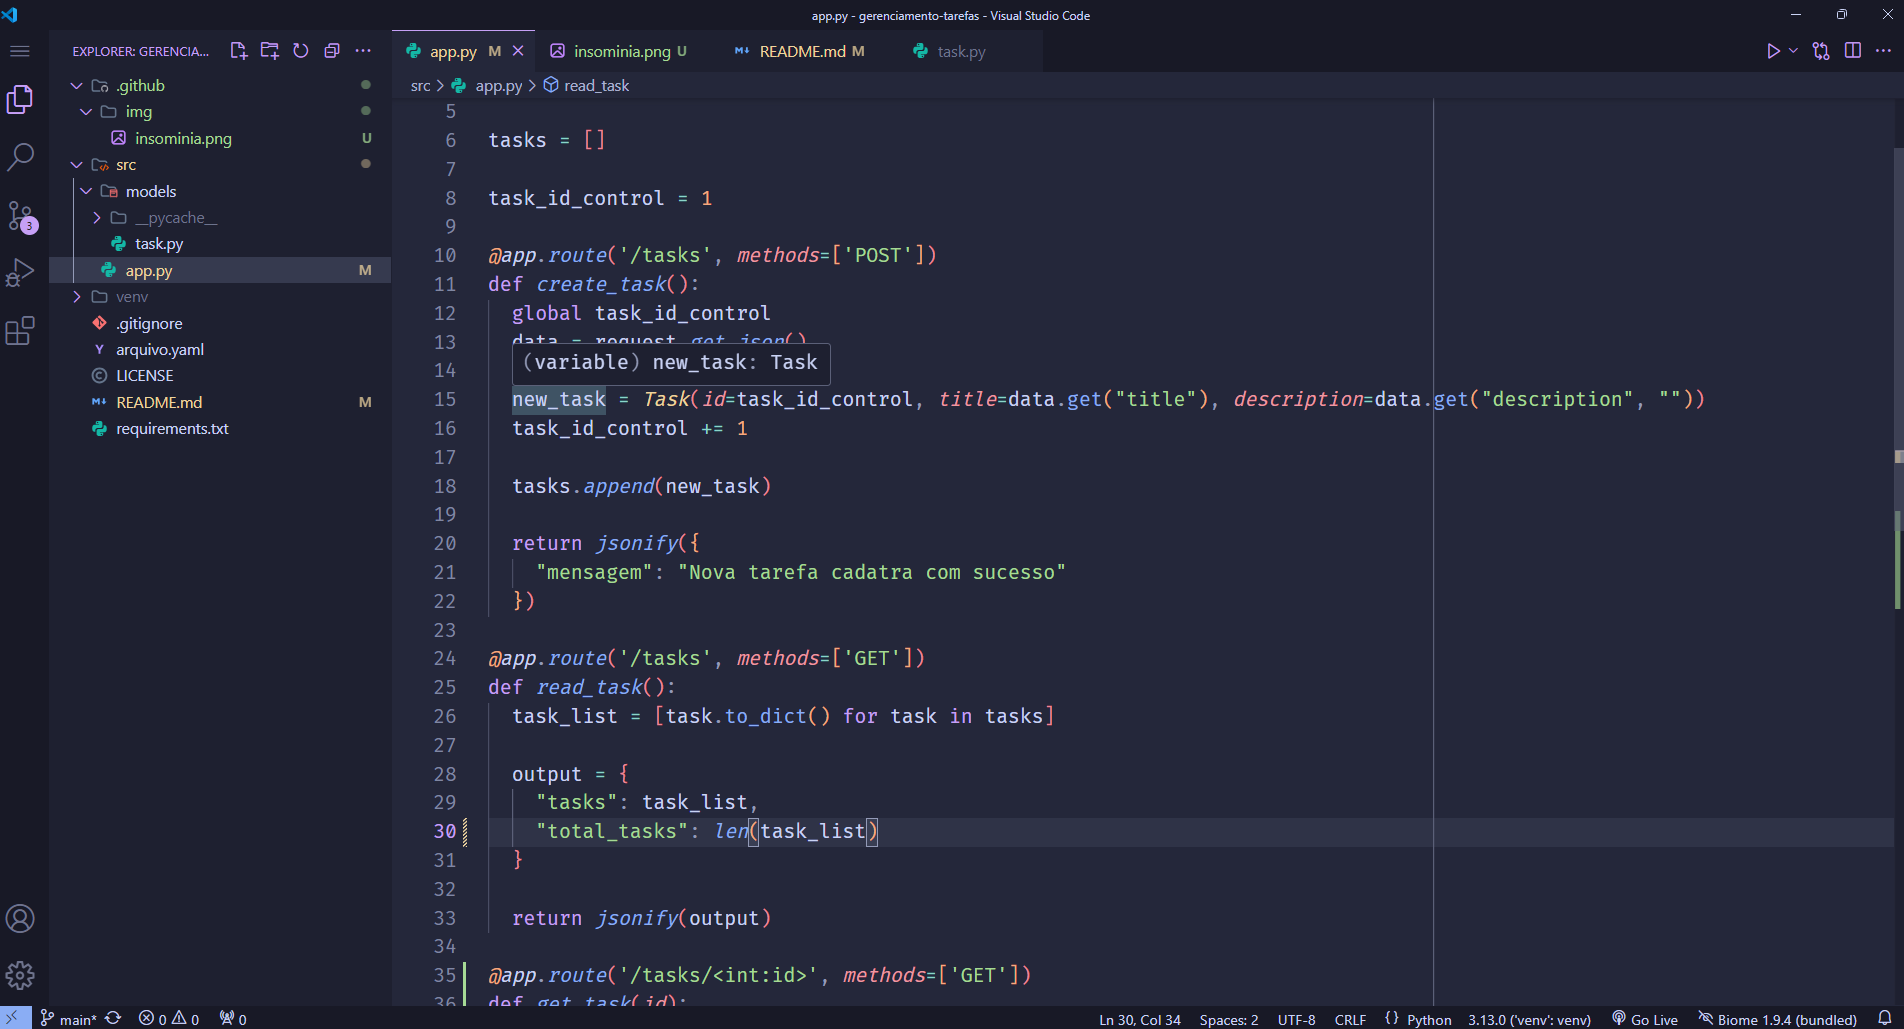 app.py - gerenciamento-tarefas - Visual Studio Code
EXPLORER: GERENCIA...
.github
img
insominia.png U
src
models
__pycache__
task.py
app.py M
venv
.gitignore
arquivo.yaml
LICENSE
README.md M
requirements.txt
3
app.py M
insominia.png U
README.md M
task.py
src > app.py > read_task
5
6 tasks = []
7
8 task_id_control = 1
9
10 @app.route('/tasks', methods=['POST'])
11 def create_task():
12 global task_id_control
13 data = request.get_json()
(variable) new_task: Task
14
15 new_task = Task(id=task_id_control, title=data.get("title"), description=data.get("description", ""))
16 task_id_control += 1
17
18 tasks.append(new_task)
19
20 return jsonify({
21 "mensagem": "Nova tarefa cadatra com sucesso"
22 })
23
24 @app.route('/tasks', methods=['GET'])
25 def read_task():
26 task_list = [task.to_dict() for task in tasks]
27
28 output = {
29 "tasks": task_list,
30 "total_tasks": len(task_list)
31 }
32
33 return jsonify(output)
34
35 @app.route('/tasks/<int:id>', methods=['GET'])
36 def get_task(id):
main* 0 0 0 Ln 30, Col 34 Spaces: 2 UTF-8 CRLF {} Python 3.13.0 ('venv': venv) Go Live Biome 1.9.4 (bundled)